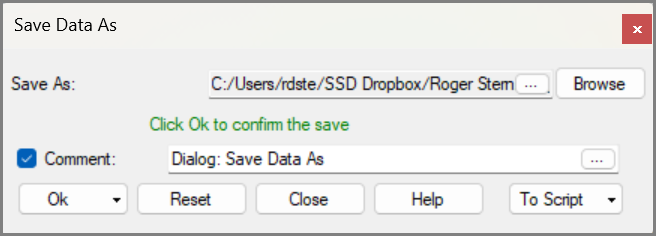 Save Data As
x
Save As: C:/Users/rdste/SSD Dropbox/Roger Stern ... Browse
Click Ok to confirm the save
Comment: Dialog: Save Data As ...
Ok Reset Close Help To Script